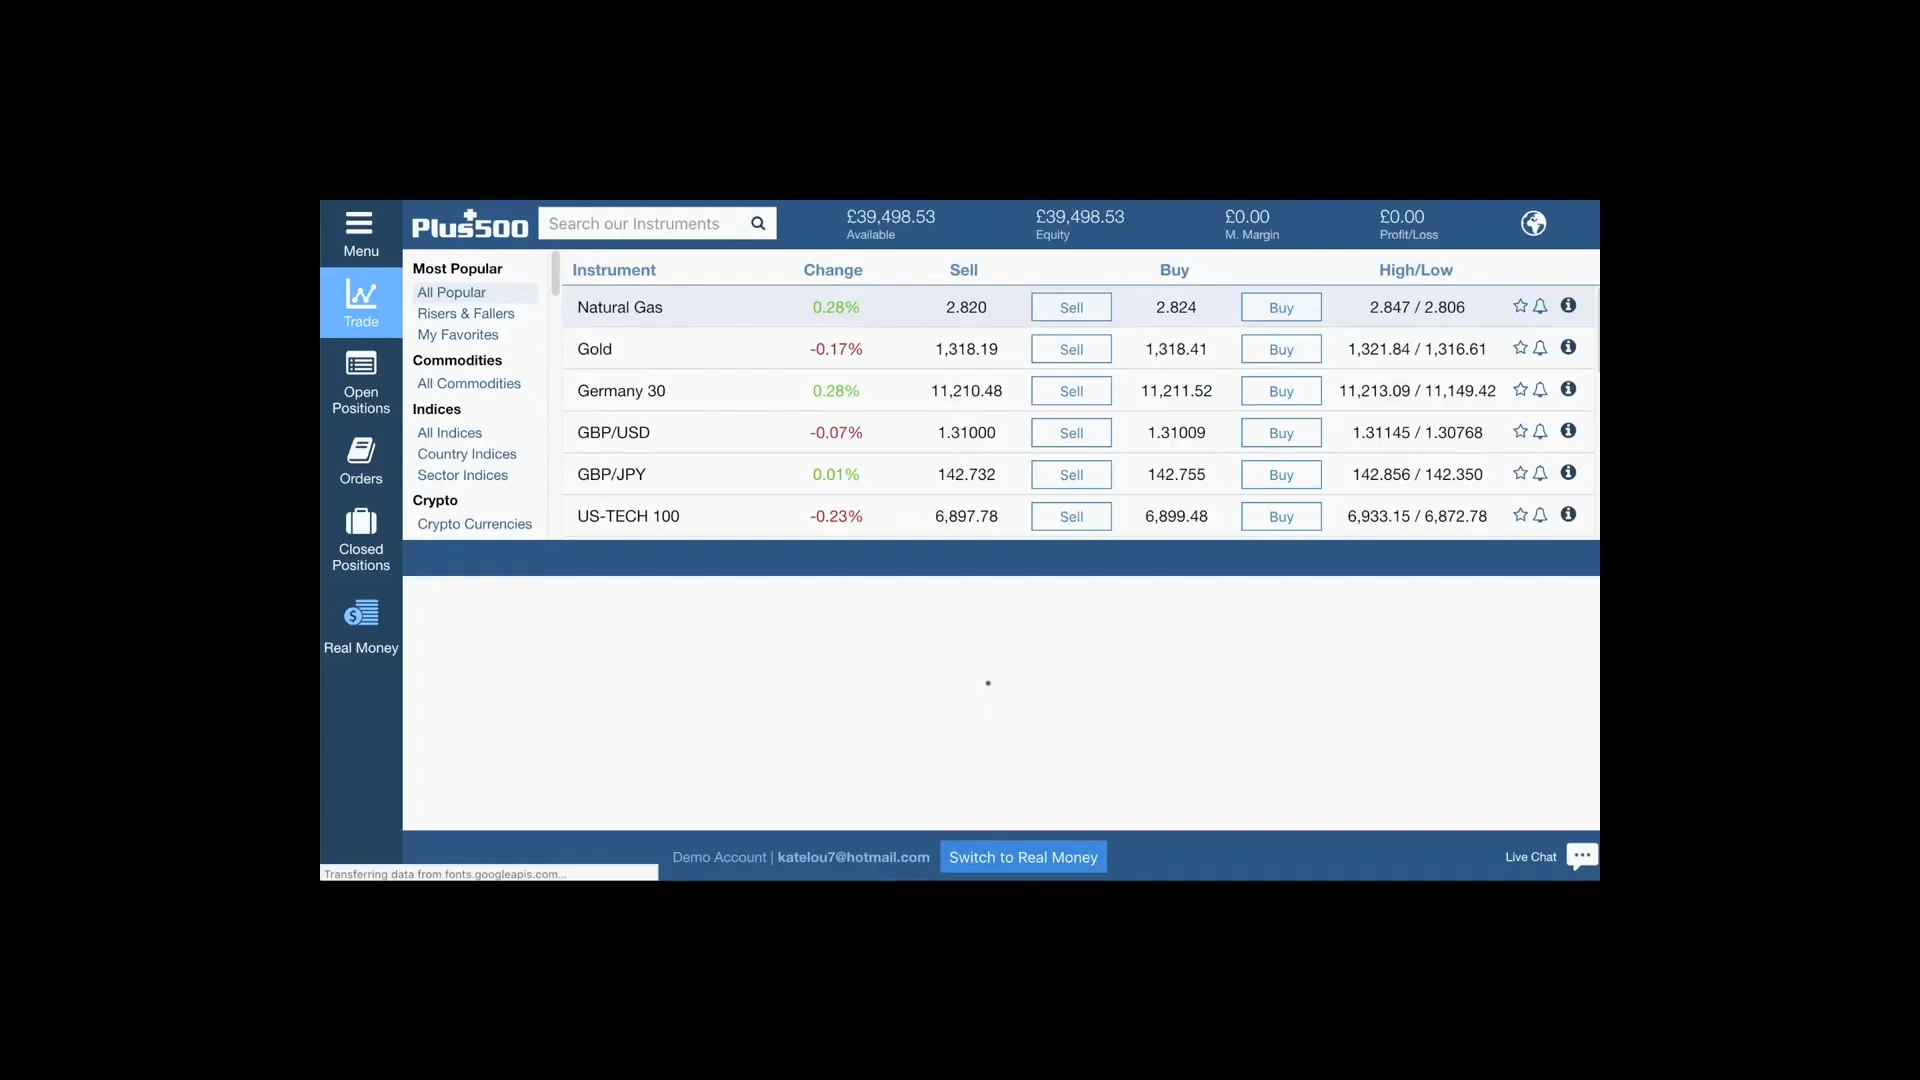 Menu
Plus500
Search our Instruments
£39,498.53
Available
£39,498.53
Equity
£0.00
M. Margin
£0.00
Profit/Loss
Trade
Open
Positions
Orders
Closed
Positions
Real Money
Most Popular
All Popular
Risers & Fallers
My Favorites
Commodities
All Commodities
Indices
All Indices
Country Indices
Sector Indices
Crypto
Crypto Currencies
Instrument Change Sell Buy High/Low
Natural Gas 0.28% 2.820 Sell 2.824 Buy 2.847 / 2.806
Gold -0.17% 1,318.19 Sell 1,318.41 Buy 1,321.84 / 1,316.61
Germany 30 0.28% 11,210.48 Sell 11,211.52 Buy 11,213.09 / 11,149.42
GBP/USD -0.07% 1.31000 Sell 1.31009 Buy 1.31145 / 1.30768
GBP/JPY 0.01% 142.732 Sell 142.755 Buy 142.856 / 142.350
US-TECH 100 -0.23% 6,897.78 Sell 6,899.48 Buy 6,933.15 / 6,872.78
Demo Account | katelou7@hotmail.com
Switch to Real Money
Live Chat
Transferring data from fonts.googleapis.com...